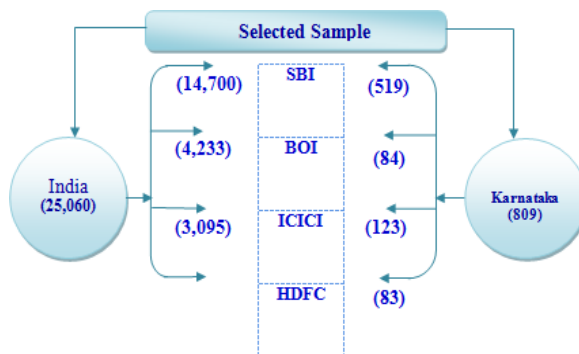 Selected Sample
(14,700) SBI (519)
(4,233) BOI (84)
India
(25,060)
Karnataka
(809)
(3,095) ICICI (123)
HDFC (83)